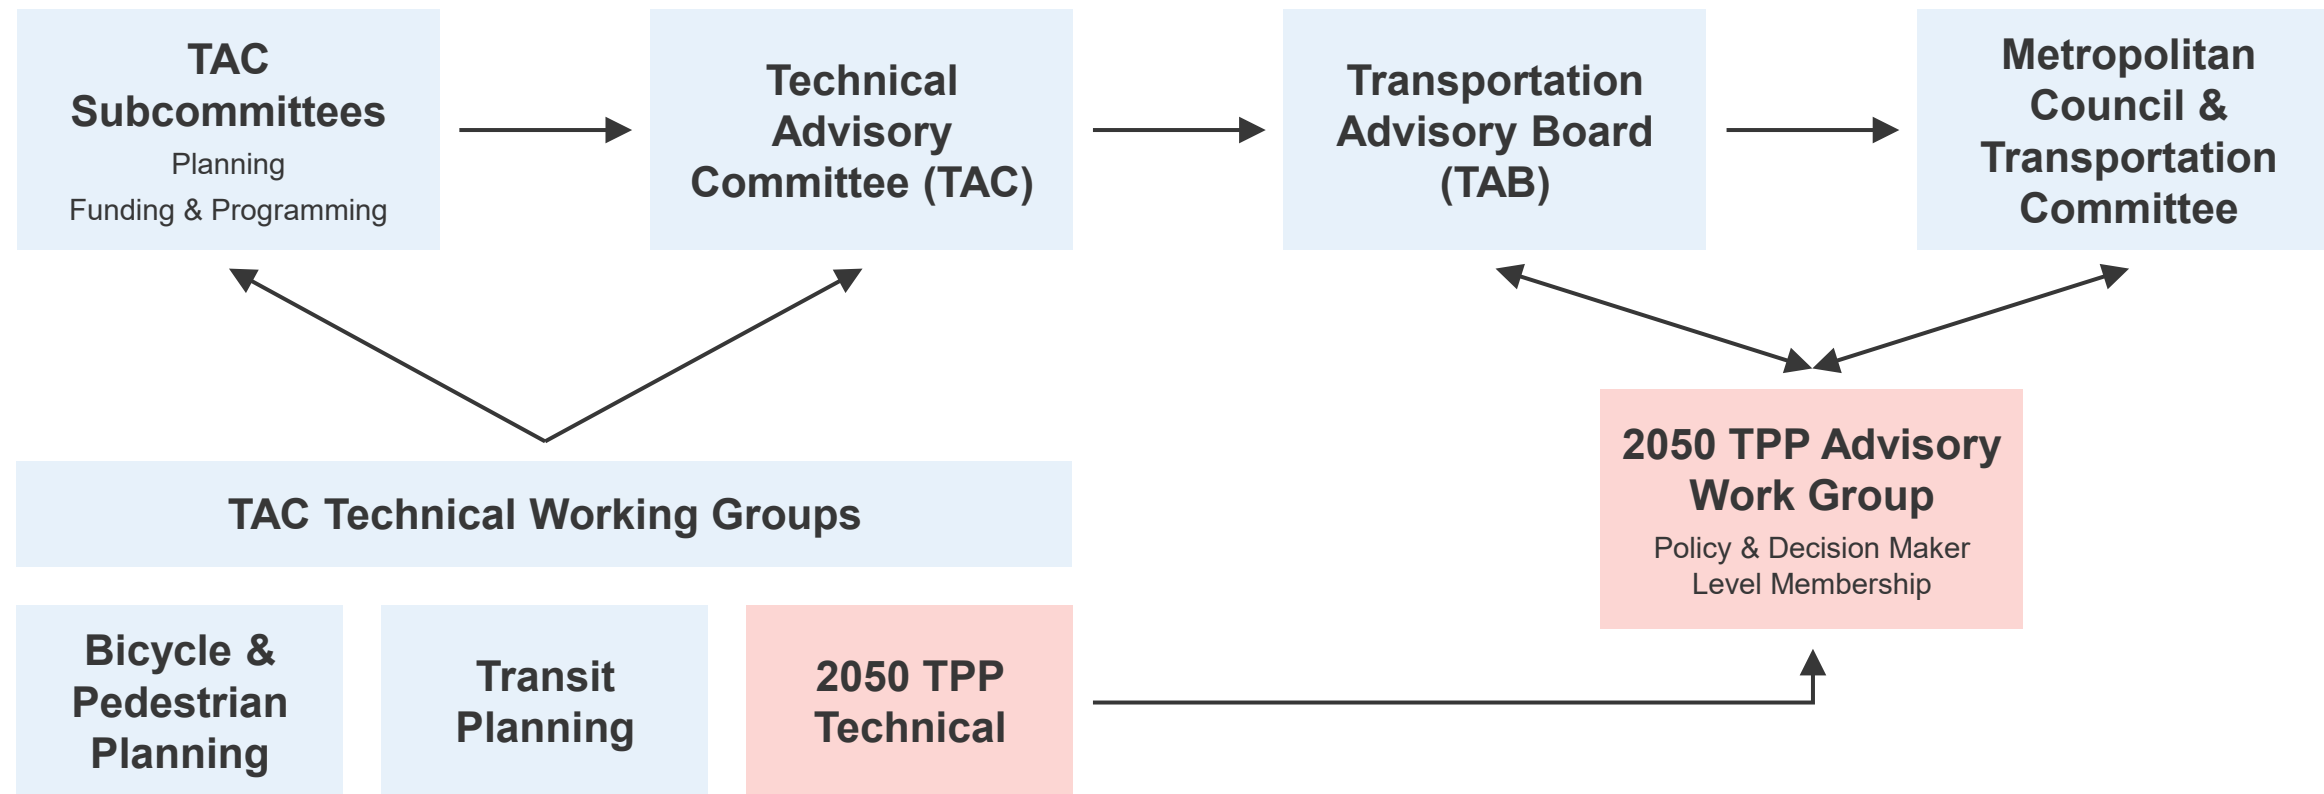 TAC
Subcommittees
Planning
Funding & Programming
Technical
Advisory
Committee (TAC)
Transportation
Advisory Board
(TAB)
Metropolitan
Council &
Transportation
Committee
TAC Technical Working Groups
Bicycle &
Pedestrian
Planning
Transit
Planning
2050 TPP
Technical
2050 TPP Advisory
Work Group
Policy & Decision Maker
Level Membership